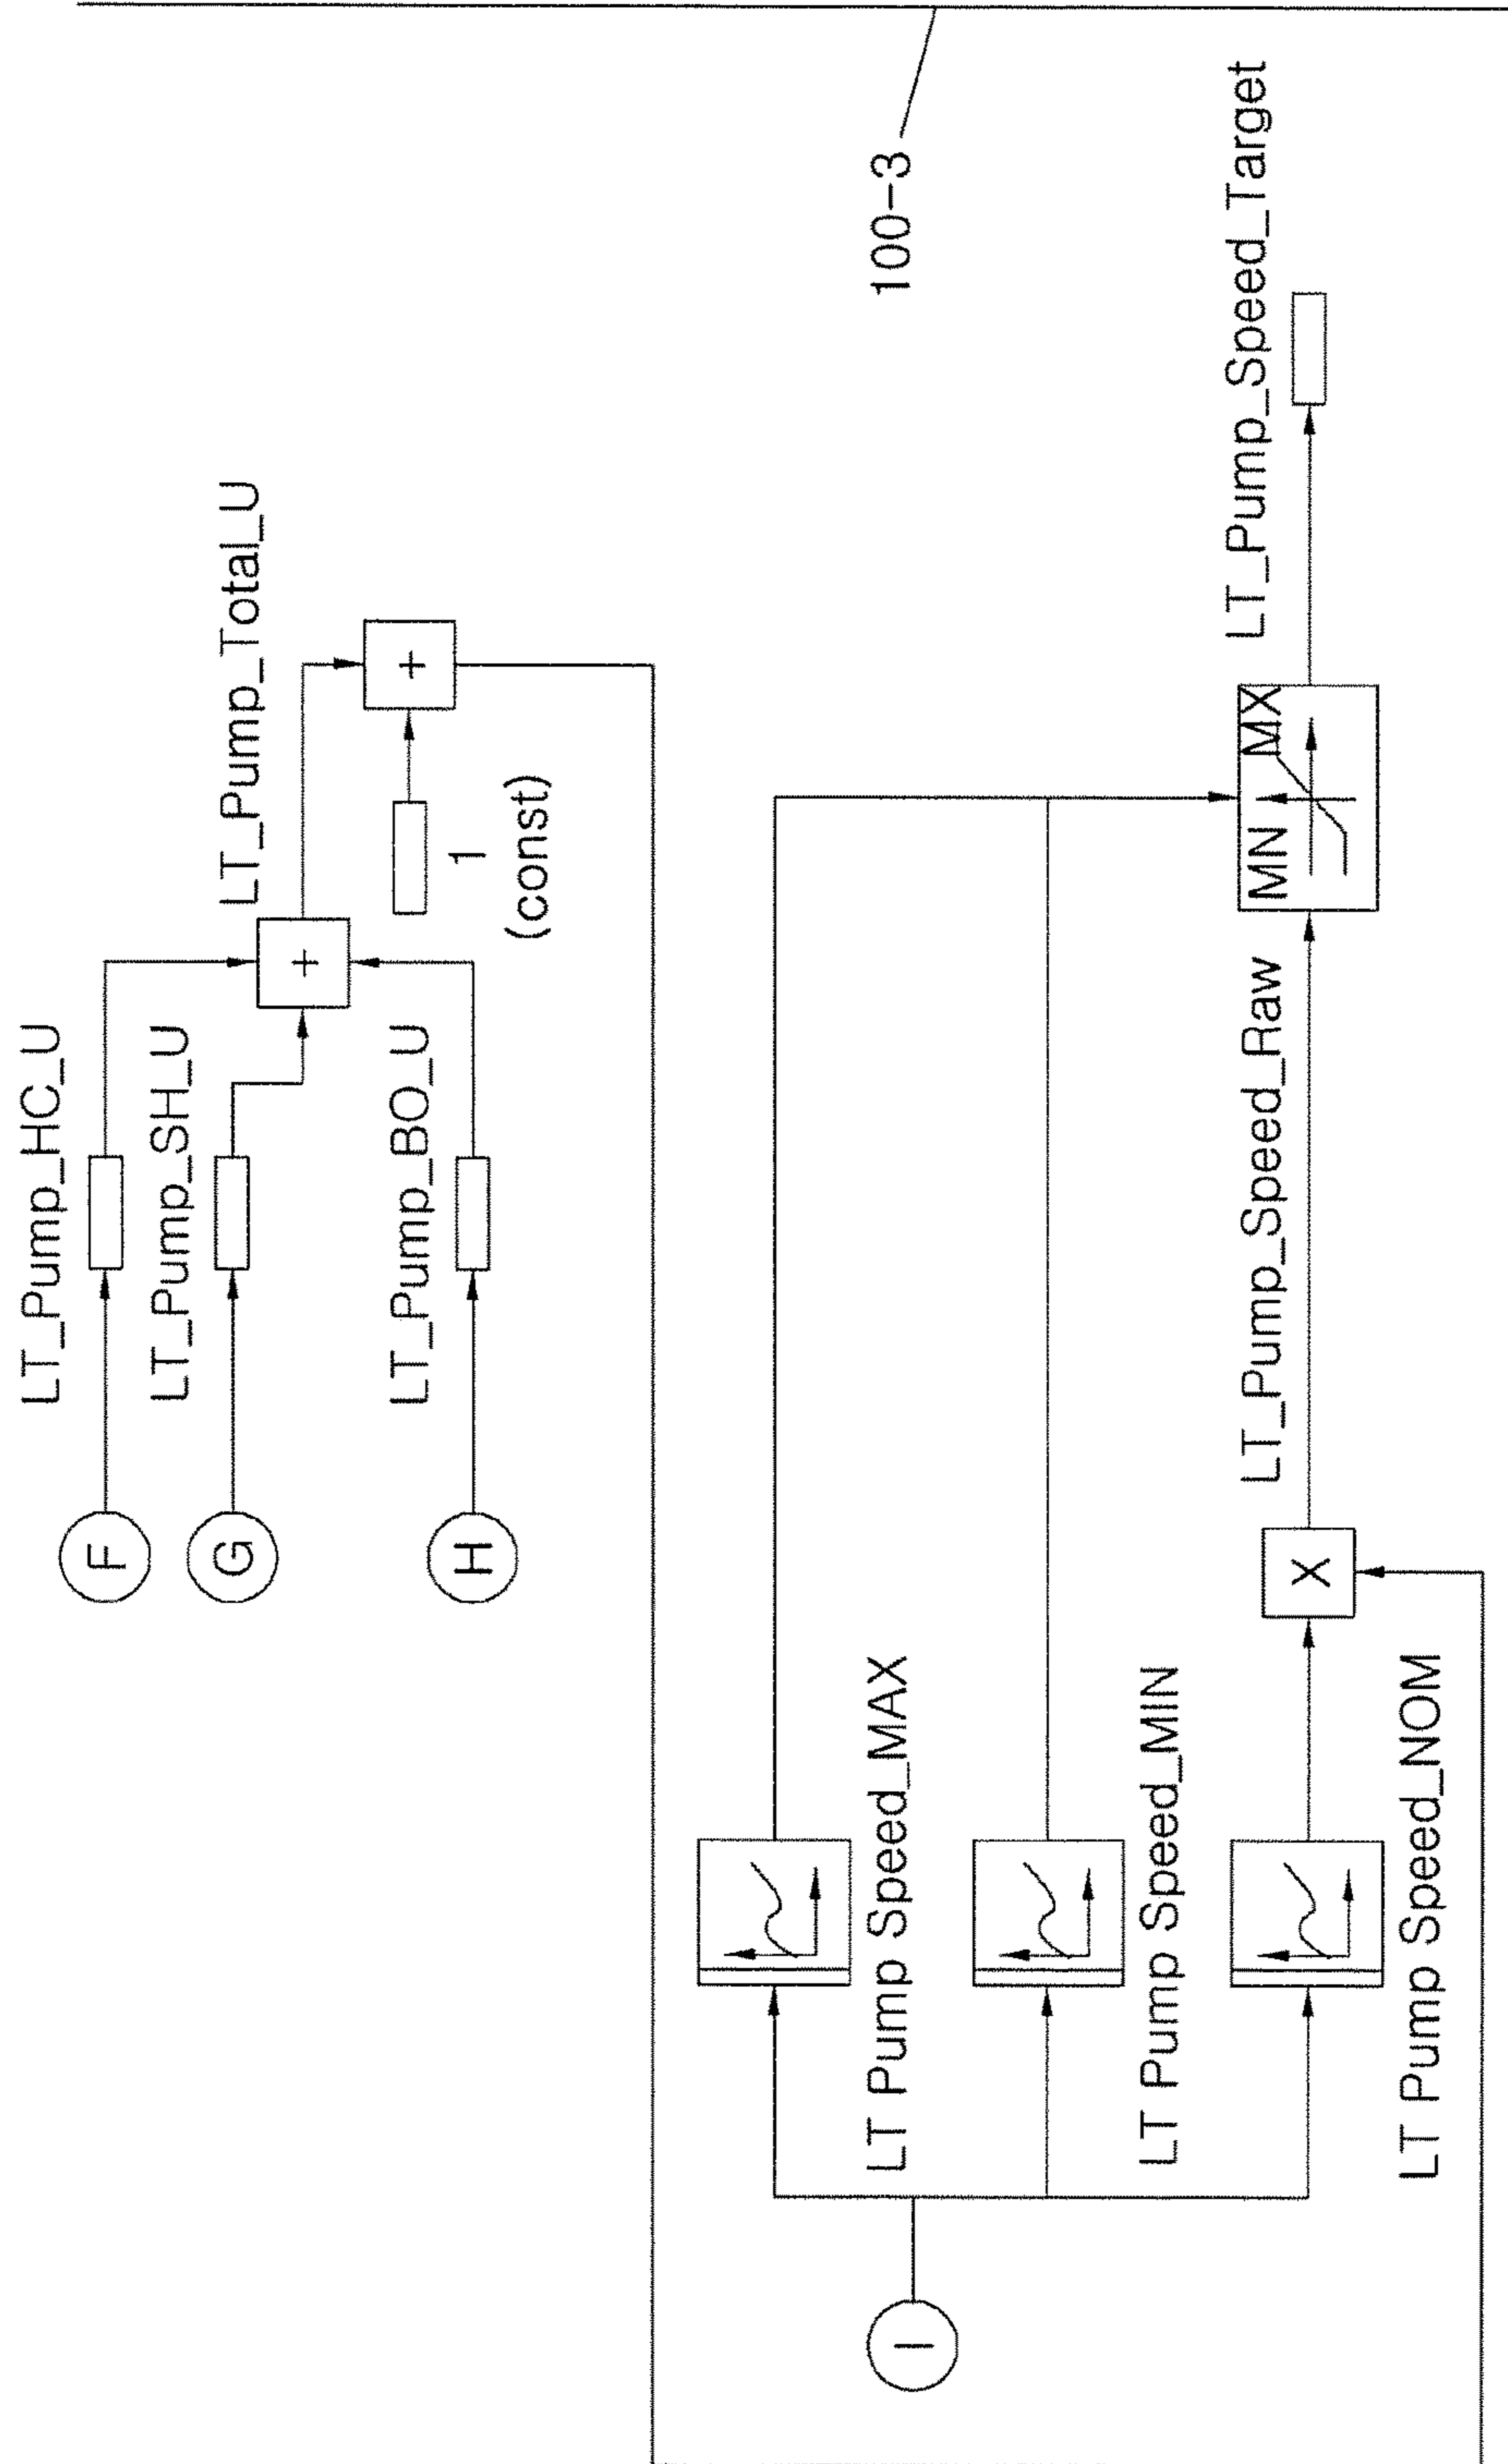 F
LT_Pump_HC_U
G
LT_Pump_SH_U
H
LT_Pump_BO_U
+
LT_Pump_Total_U
+
1
(const)
100-3
I
LT Pump Speed_MAX
LT Pump Speed_MIN
LT Pump Speed_NOM
X
LT_Pump_Speed_Raw
MN MX
LT_Pump_Speed_Target